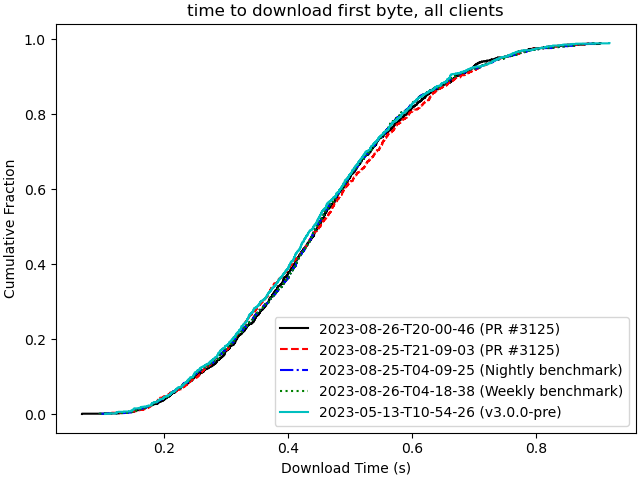 time to download first byte, all clients
1.0
0.8
0.6
0.4
0.2
0.0
Cumulative Fraction
2023-08-26-T20-00-46 (PR #3125)
2023-08-25-T21-09-03 (PR #3125)
2023-08-25-T04-09-25 (Nightly benchmark)
2023-08-26-T04-18-38 (Weekly benchmark)
2023-05-13-T10-54-26 (v3.0.0-pre)
0.2 0.4 0.6 0.8
Download Time (s)